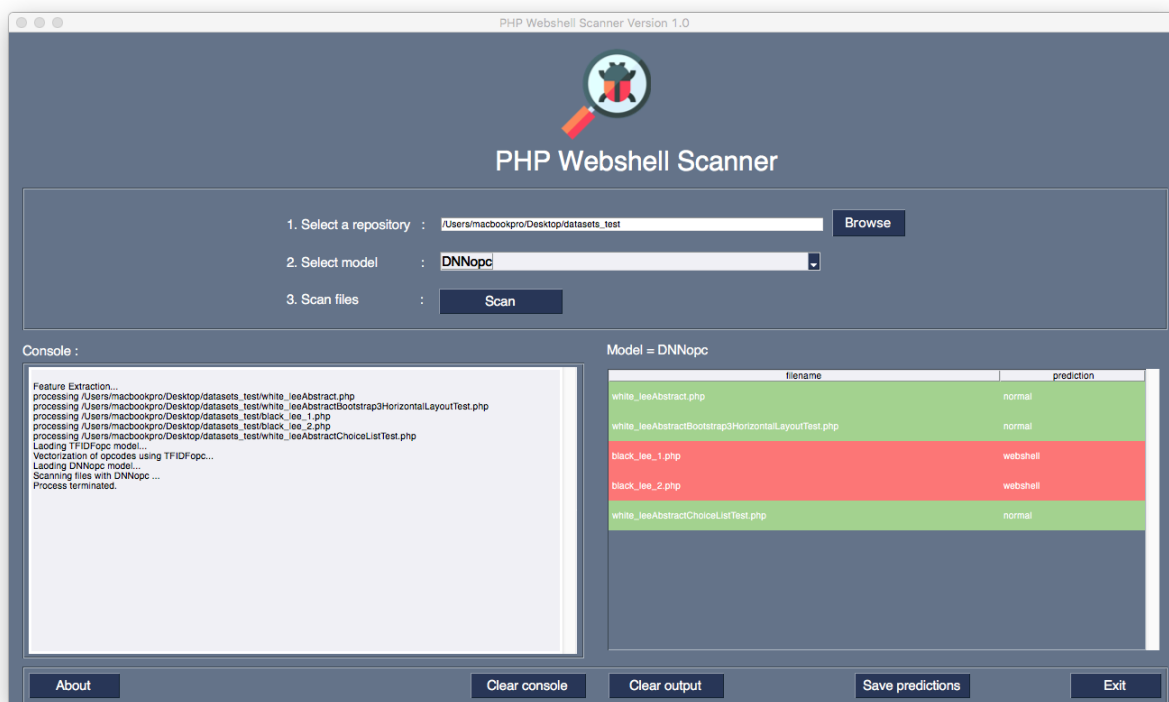 PHP Webshell Scanner Version 1.0
PHP Webshell Scanner
1. Select a repository : /Users/macbookpro/Desktop/datasets_test Browse
2. Select model : DNNopc
3. Scan files : Scan
Console :
Feature Extraction...
processing /Users/macbookpro/Desktop/datasets_test/white_leeAbstract.php
processing /Users/macbookpro/Desktop/datasets_test/white_leeAbstractBootstrap3HorizontalLayoutTest.php
processing /Users/macbookpro/Desktop/datasets_test/black_lee_1.php
processing /Users/macbookpro/Desktop/datasets_test/black_lee_2.php
processing /Users/macbookpro/Desktop/datasets_test/white_leeAbstractChoiceListTest.php
Laoding TFIDFopc model...
Vectorization of opcodes using TFIDFopc...
Laoding DNNopc model...
Scanning files with DNNopc ...
Process terminated.
Model = DNNopc
filename prediction
white_leeAbstract.php normal
white_leeAbstractBootstrap3HorizontalLayoutTest.php normal
black_lee_1.php webshell
black_lee_2.php webshell
white_leeAbstractChoiceListTest.php normal
About Clear console Clear output Save predictions Exit